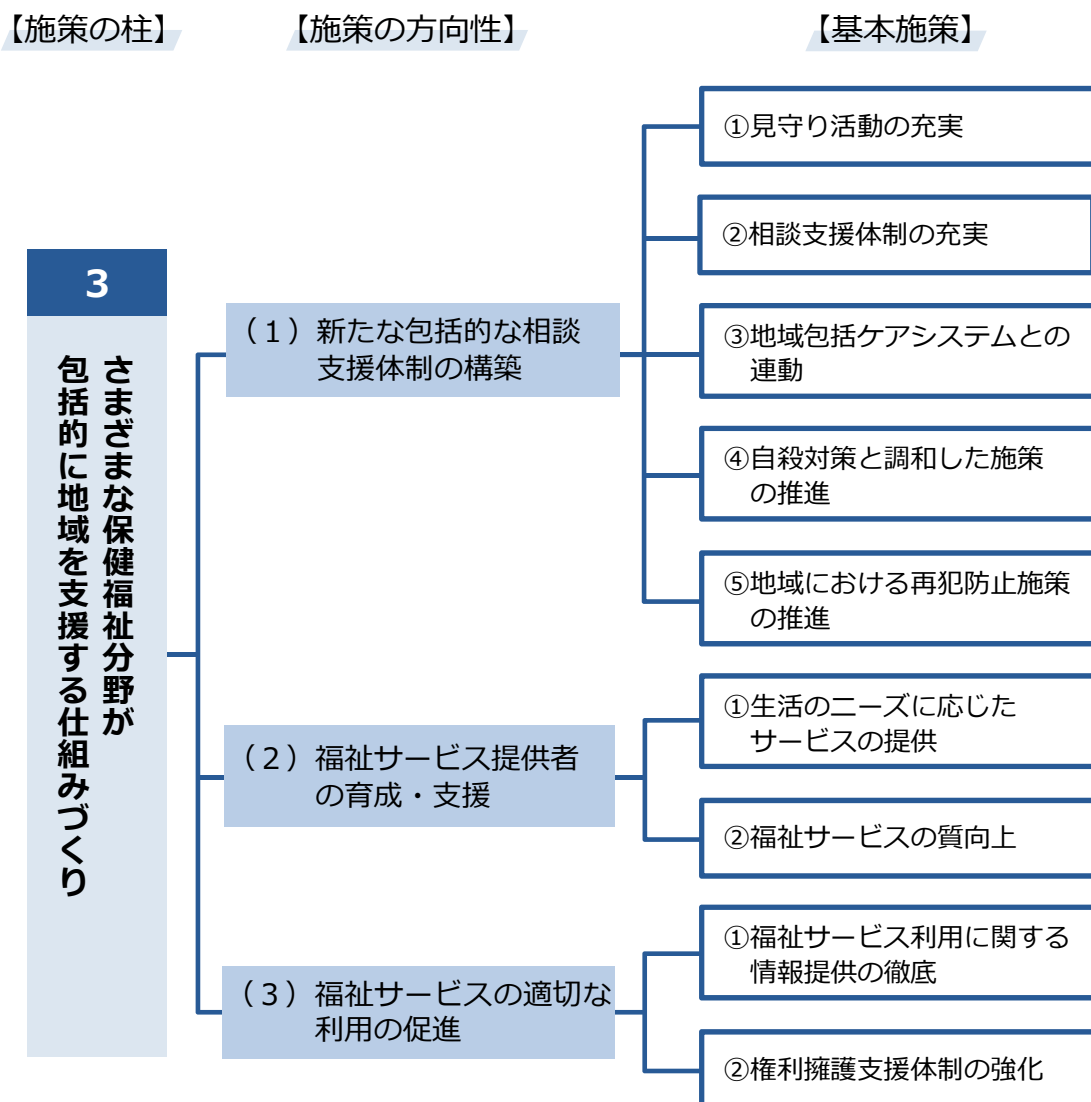 【施策の柱】
【施策の方向性】
【基本施策】
3
さまざまな保健福祉分野が
包括的に地域を支援する仕組みづくり
（１）新たな包括的な相談
支援体制の構築
①見守り活動の充実
②相談支援体制の充実
③地域包括ケアシステムとの
連動
④自殺対策と調和した施策
の推進
⑤地域における再犯防止施策
の推進
（２）福祉サービス提供者
の育成・支援
①生活のニーズに応じた
サービスの提供
②福祉サービスの質向上
（３）福祉サービスの適切な
利用の促進
①福祉サービス利用に関する
情報提供の徹底
②権利擁護支援体制の強化